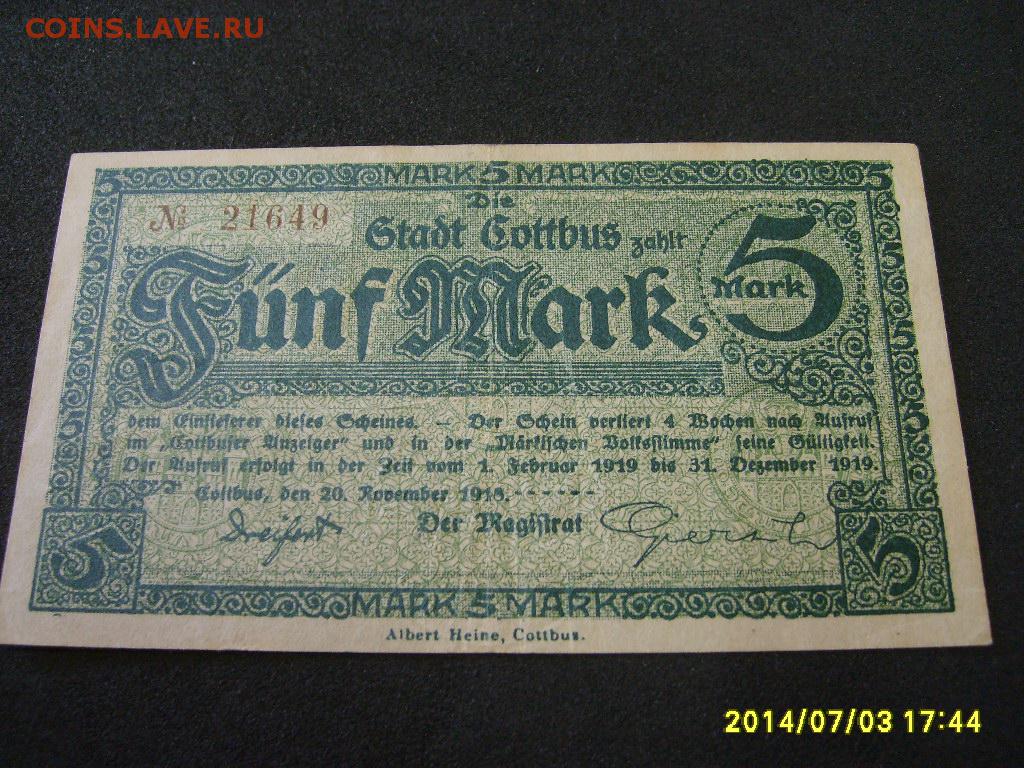 COINS.LAVE.RU
5 MARK 5 MARK 5
Die
№ 21649
Stadt Cottbus zahlt
5
Fünf Mark
Mark
dem Einlieferer dieses Scheines. – Der Schein verliert 4 Wochen nach Aufruf
im „Cottbuser Anzeiger" und in der „Märkischen Volksstimme" seine Gültigkeit.
Der Aufruf erfolgt in der Zeit vom 1. Februar 1919 bis 31. Dezember 1919.
Cottbus, den 20. November 1918.------
Der Magistrat
5 5
MARK 5 MARK
Albert Heine, Cottbus.
2014/07/03 17:44